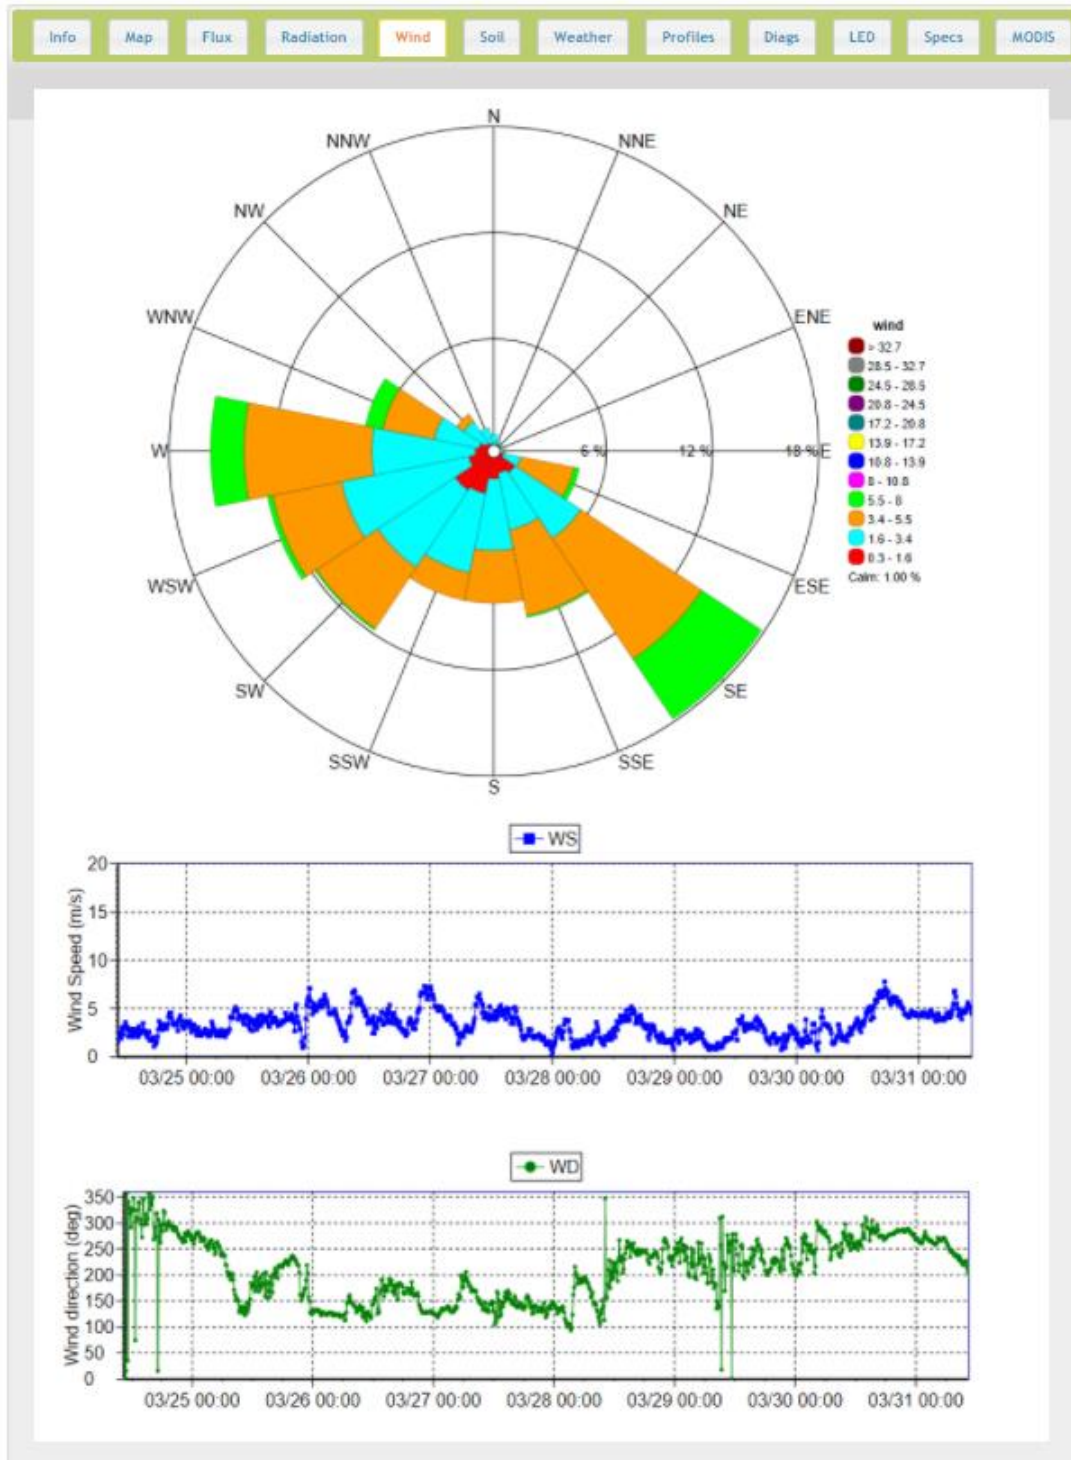 Info Map Flux Radiation Wind Soil Weather Profiles Diags LED Specs MODIS
N
NNW NNE
NW NE
WNW ENE
wind
> 32.7
28.5 - 32.7
24.5 - 28.5
20.8 - 24.5
17.2 - 20.8
13.9 - 17.2
10.8 - 13.9
8 - 10.8
5.5 - 8
3.4 - 5.5
1.6 - 3.4
0.3 - 1.6
Calm: 1.00 %
W 6 % 12 % 18 % E
WSW ESE
SW SE
SSW SSE
S
WS
Wind Speed (m/s)
20
15
10
5
0
03/25 00:00 03/26 00:00 03/27 00:00 03/28 00:00 03/29 00:00 03/30 00:00 03/31 00:00
WD
Wind direction (deg)
350
300
250
200
150
100
50
0
03/25 00:00 03/26 00:00 03/27 00:00 03/28 00:00 03/29 00:00 03/30 00:00 03/31 00:00